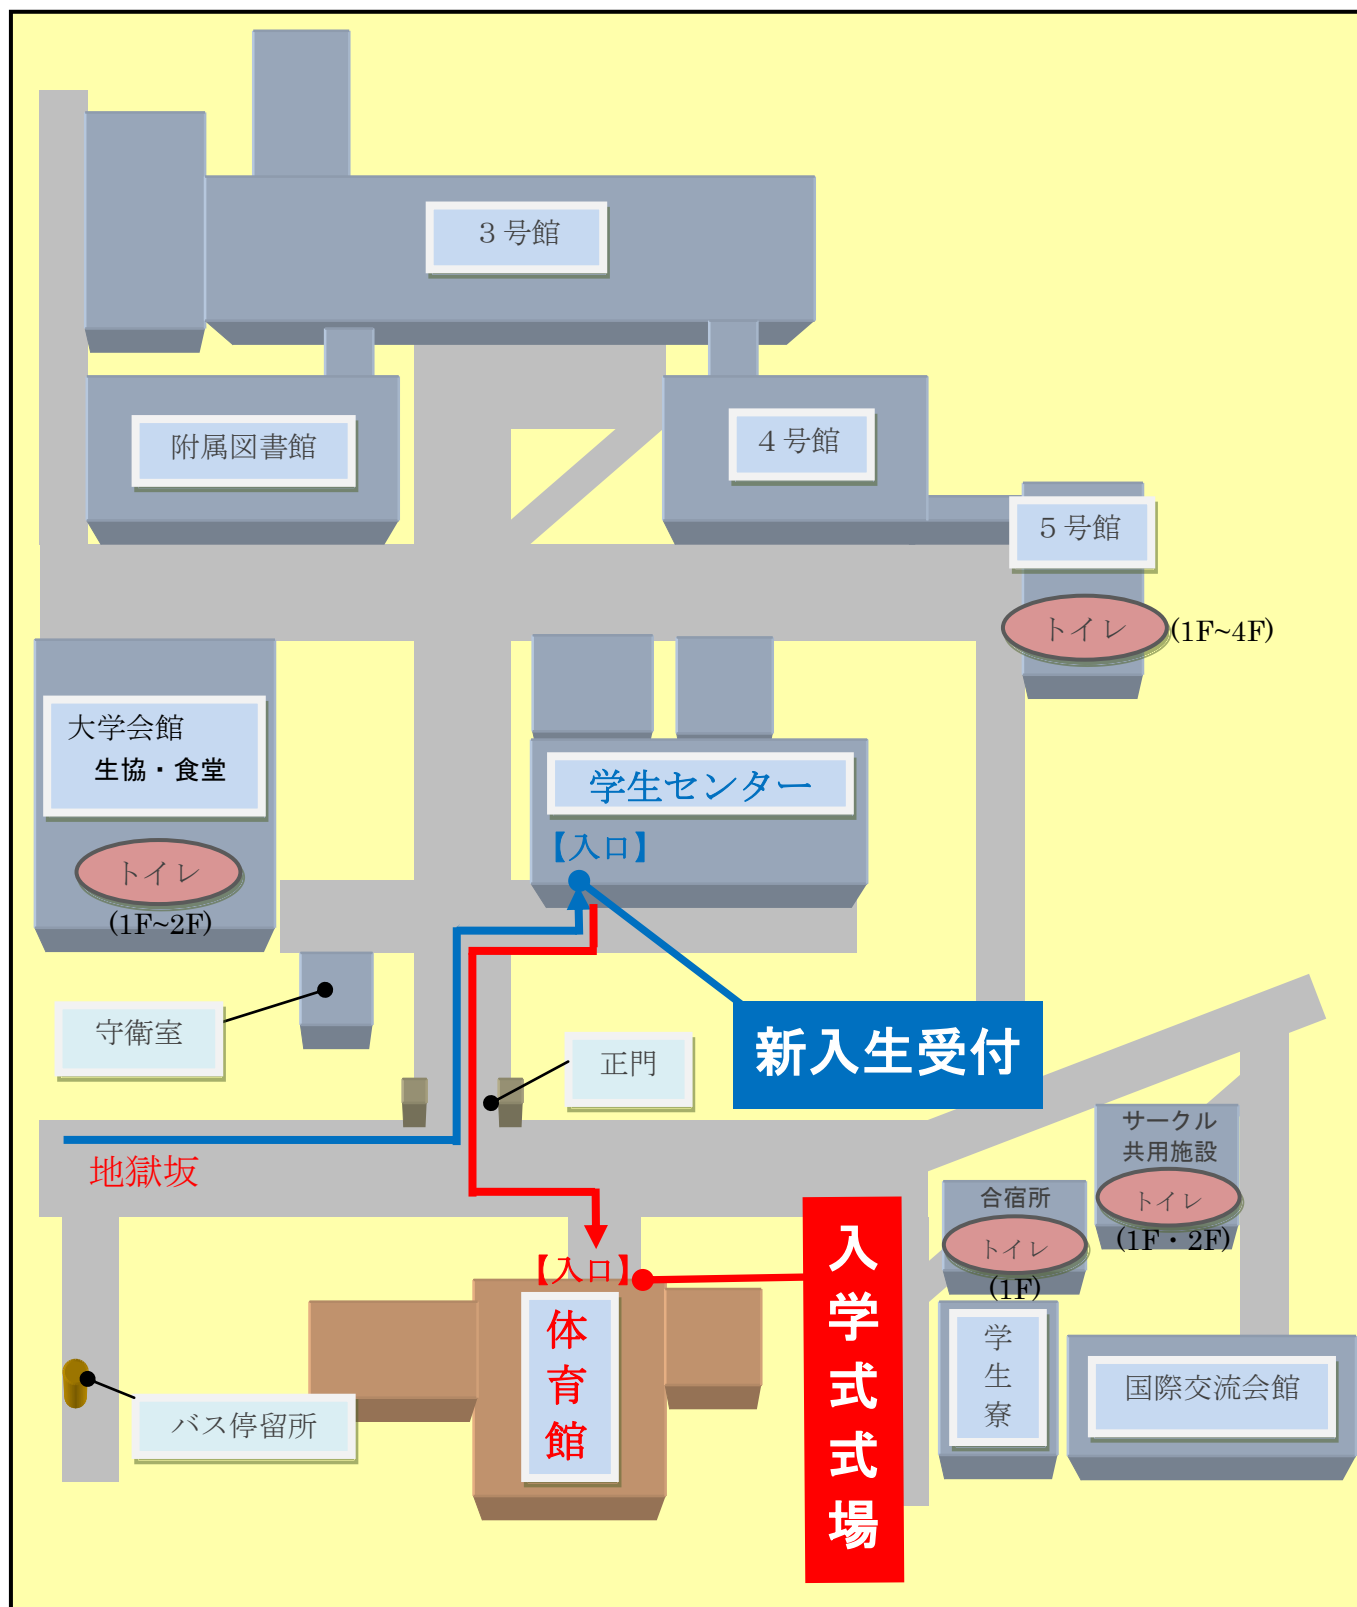 ３号館
附属図書館
４号館
５号館
トイレ
(1F~4F)
大学会館
生協・食堂
トイレ
(1F~2F)
学生センター
【入口】
守衛室
正門
新入生受付
地獄坂
サークル
共用施設
トイレ
(1F・2F)
合宿所
トイレ
(1F)
【入口】
体育館
入学式式場
学生寮
国際交流会館
バス停留所